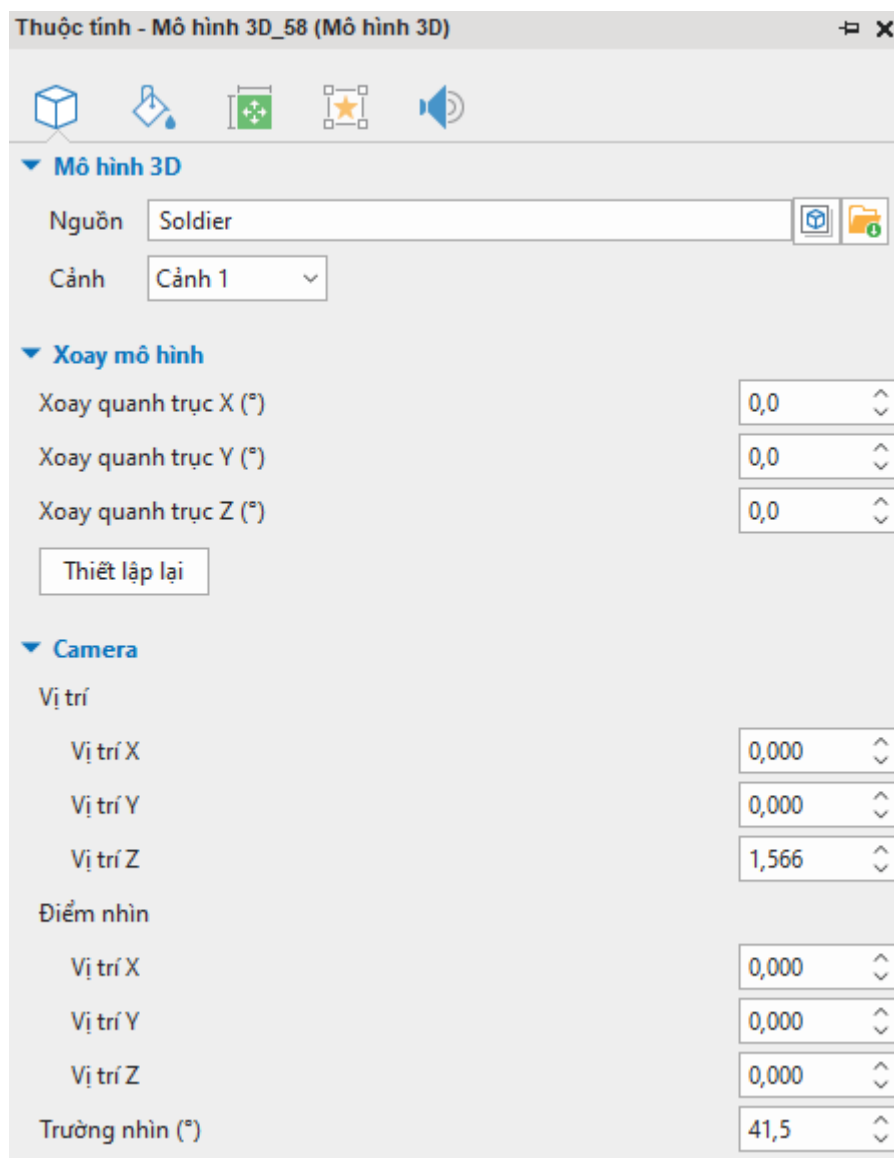 Thuộc tính - Mô hình 3D_58 (Mô hình 3D)
Mô hình 3D
Nguồn Soldier
Cảnh Cảnh 1
Xoay mô hình
Xoay quanh trục X (°) 0,0
Xoay quanh trục Y (°) 0,0
Xoay quanh trục Z (°) 0,0
Thiết lập lại
Camera
Vị trí
Vị trí X 0,000
Vị trí Y 0,000
Vị trí Z 1,566
Điểm nhìn
Vị trí X 0,000
Vị trí Y 0,000
Vị trí Z 0,000
Trường nhìn (°) 41,5